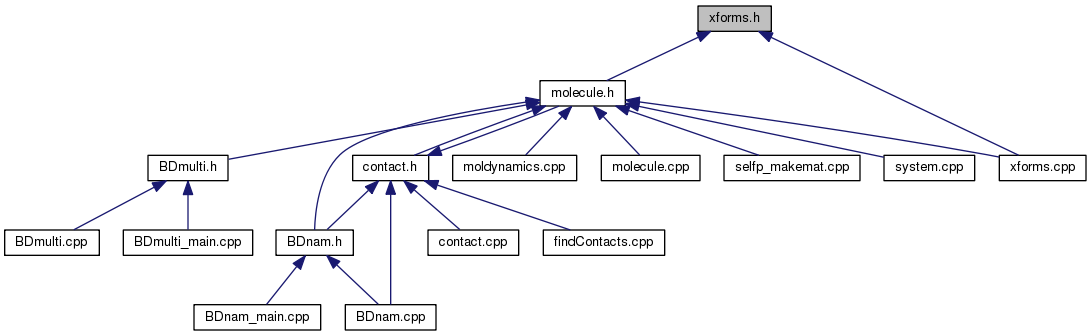 xforms.h
molecule.h
BDmulti.h
contact.h
moldynamics.cpp
molecule.cpp
selfp_makemat.cpp
system.cpp
xforms.cpp
BDmulti.cpp
BDmulti_main.cpp
BDnam.h
contact.cpp
findContacts.cpp
BDnam_main.cpp
BDnam.cpp